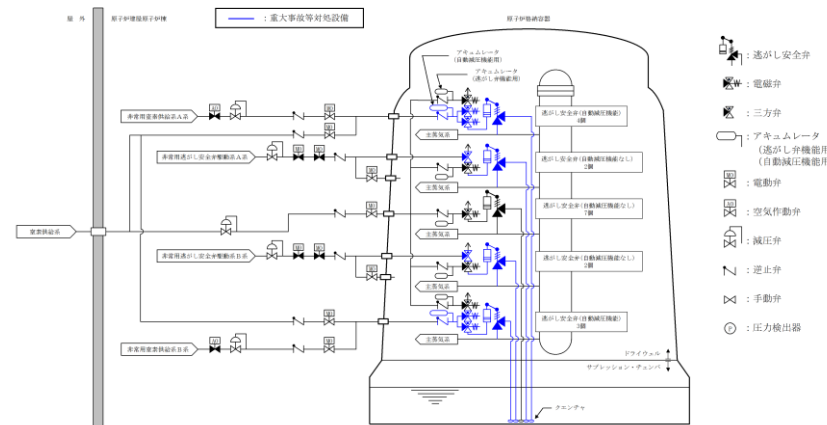 屋 外
原子炉建屋原子炉棟
:重大事故等対処設備
原子炉格納容器
アキュムレータ
(自動減圧機能用)
アキュムレータ
(逃がし弁機能用)
非常用窒素供給系A系
主蒸気系
逃がし安全弁(自動減圧機能)
4個
非常用逃がし安全弁駆動系A系
主蒸気系
逃がし安全弁(自動減圧機能なし)
2個
窒素供給系
主蒸気系
逃がし安全弁(自動減圧機能なし)
7個
非常用逃がし安全弁駆動系B系
主蒸気系
逃がし安全弁(自動減圧機能なし)
2個
非常用窒素供給系B系
主蒸気系
逃がし安全弁(自動減圧機能)
3個
ドライウェル
サプレッション・チェンバ
クエンチャ
:逃がし安全弁
:電磁弁
:三方弁
:アキュムレータ
(逃がし弁機能用
(自動減圧機能用
:電動弁
:空気作動弁
:減圧弁
:逆止弁
:手動弁
P
:圧力検出器